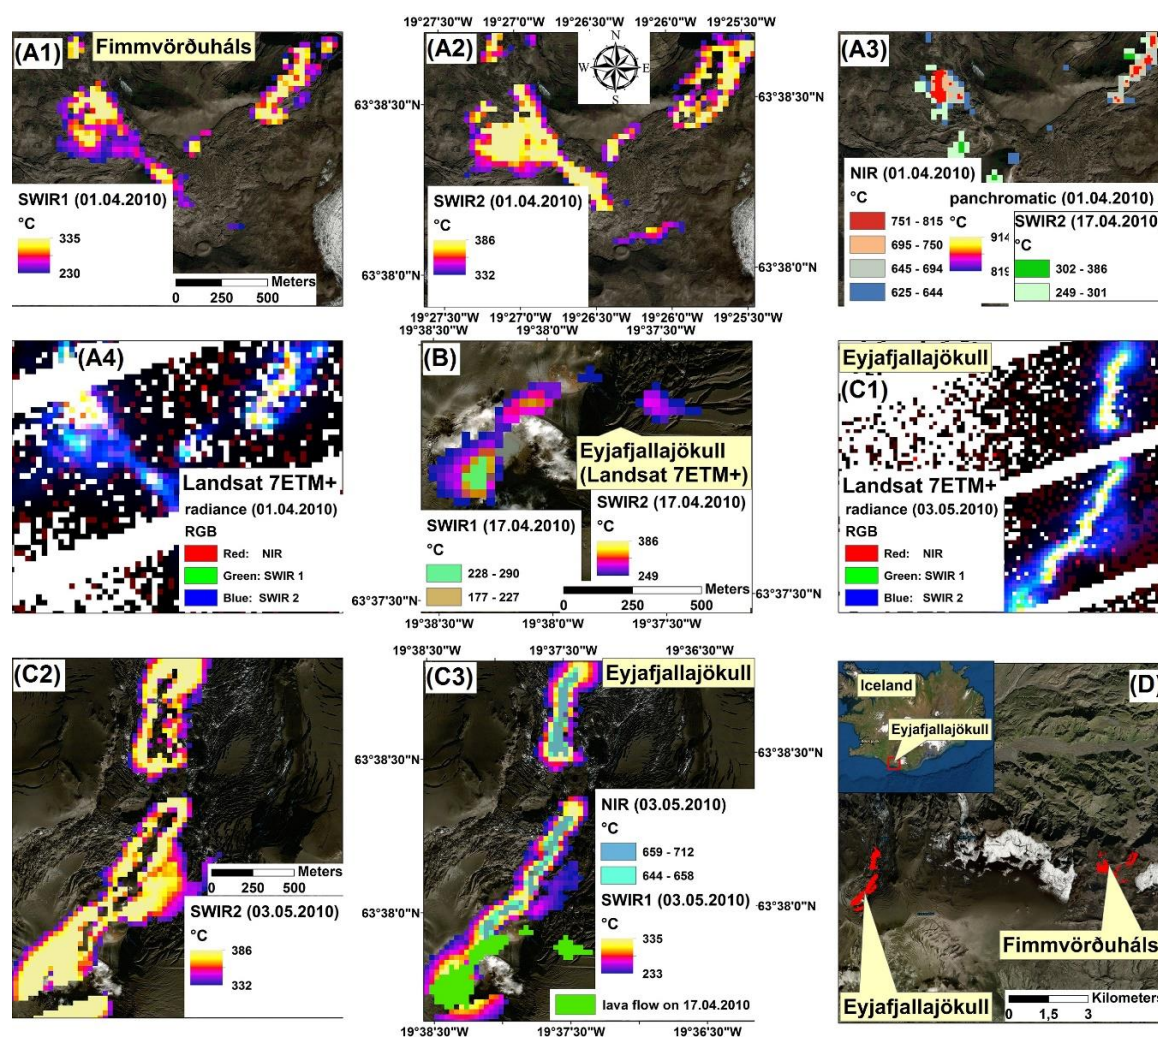 19°27'30"W 19°27'0"W 19°26'30"W 19°26'0"W 19°25'30"W
(A1)
Fimmvörðuháls
SWIR1 (01.04.2010)
°C
335
230
Meters
0 250 500
(A2)
N
W E
S
63°38'30"N
SWIR2 (01.04.2010)
°C
386
332
63°38'0"N
19°27'30"W 19°27'0"W 19°26'30"W 19°26'0"W 19°25'30"W
(A3)
63°38'30"N
NIR (01.04.2010)
°C
751 - 815
695 - 750
645 - 694
625 - 644
panchromatic (01.04.2010)
°C
914
819
SWIR2 (17.04.2010)
°C
302 - 386
249 - 301
63°38'0"N
(A4)
Landsat 7ETM+
radiance (01.04.2010)
RGB
Red: NIR
Green: SWIR 1
Blue: SWIR 2
19°38'30"W 19°38'0"W 19°37'30"W
(B)
Eyjafjallajökull
(Landsat 7ETM+)
SWIR1 (17.04.2010)
°C
228 - 290
177 - 227
SWIR2 (17.04.2010)
°C
386
249
Meters
0 250 500
63°37'30"N
63°37'30"N
19°38'30"W 19°38'0"W 19°37'30"W
Eyjafjallajökull
(C1)
Landsat 7ETM+
radiance (03.05.2010)
RGB
Red: NIR
Green: SWIR 1
Blue: SWIR 2
(C2)
Meters
0 250 500
SWIR2 (03.05.2010)
°C
386
332
19°38'30"W 19°37'30"W 19°36'30"W
(C3)
Eyjafjallajökull
63°38'30"N
63°38'30"N
NIR (03.05.2010)
°C
659 - 712
644 - 658
SWIR1 (03.05.2010)
°C
335
233
63°38'0"N
63°38'0"N
lava flow on 17.04.2010
19°38'30"W 19°37'30"W 19°36'30"W
(D)
Iceland
Eyjafjallajökull
Fimmvörðuháls
Eyjafjallajökull
Kilometers
0 1,5 3